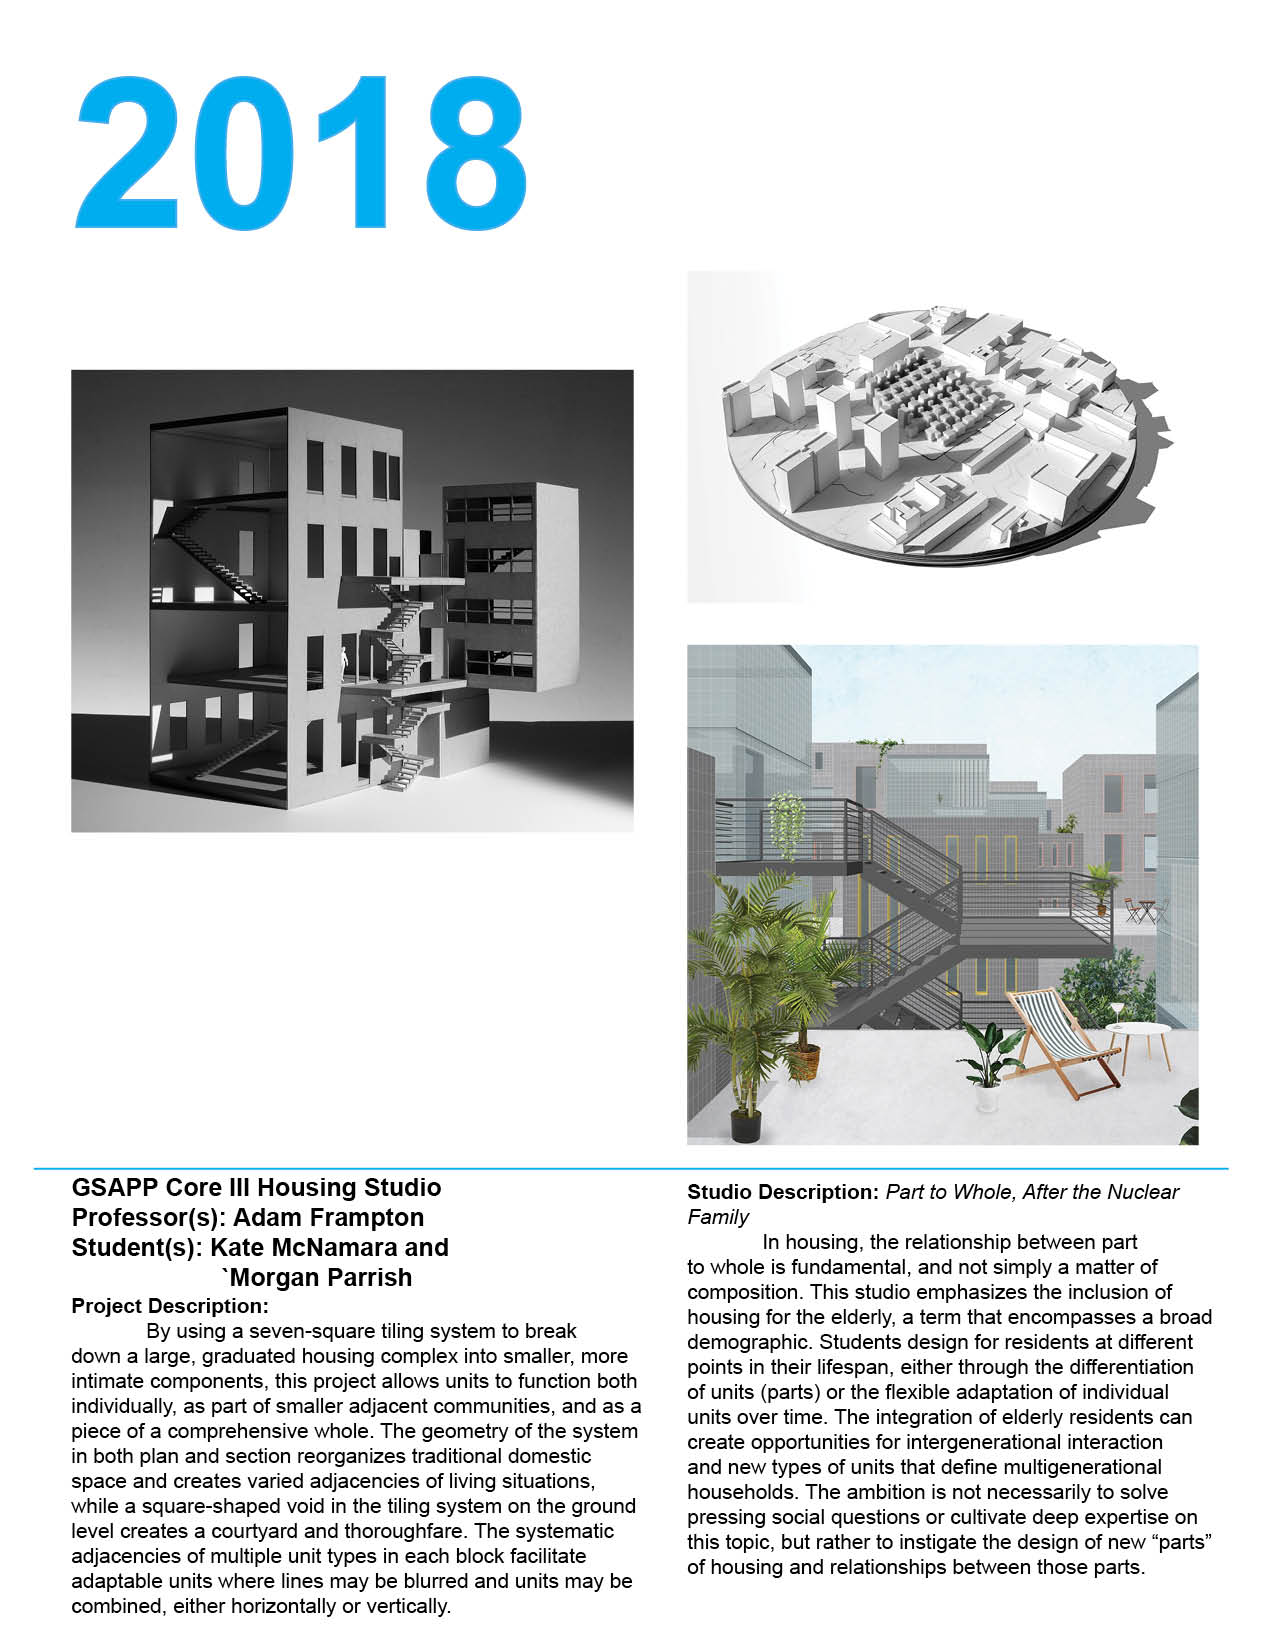 2018
GSAPP Core III Housing Studio
Professor(s): Adam Frampton
Student(s): Kate McNamara and
`Morgan Parrish
Project Description:
By using a seven-square tiling system to break
down a large, graduated housing complex into smaller, more
intimate components, this project allows units to function both
individually, as part of smaller adjacent communities, and as a
piece of a comprehensive whole. The geometry of the system
in both plan and section reorganizes traditional domestic
space and creates varied adjacencies of living situations,
while a square-shaped void in the tiling system on the ground
level creates a courtyard and thoroughfare. The systematic
adjacencies of multiple unit types in each block facilitate
adaptable units where lines may be blurred and units may be
combined, either horizontally or vertically.
Studio Description: Part to Whole, After the Nuclear
Family
In housing, the relationship between part
to whole is fundamental, and not simply a matter of
composition. This studio emphasizes the inclusion of
housing for the elderly, a term that encompasses a broad
demographic. Students design for residents at different
points in their lifespan, either through the differentiation
of units (parts) or the flexible adaptation of individual
units over time. The integration of elderly residents can
create opportunities for intergenerational interaction
and new types of units that define multigenerational
households. The ambition is not necessarily to solve
pressing social questions or cultivate deep expertise on
this topic, but rather to instigate the design of new “parts”
of housing and relationships between those parts.